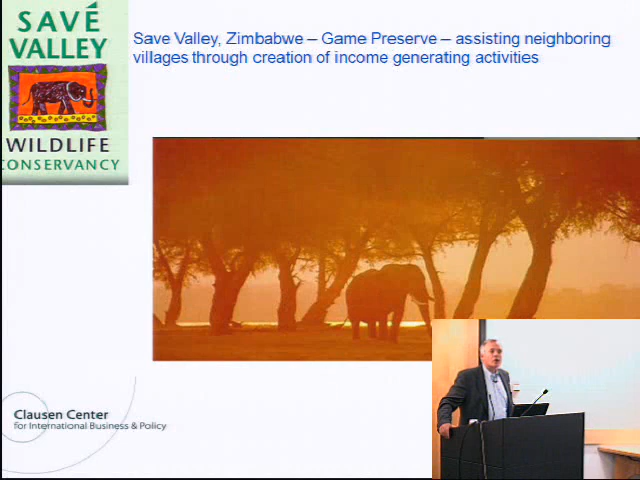 SAVÉ
VALLEY
WILDLIFE
CONSERVANCY
Save Valley, Zimbabwe – Game Preserve – assisting neighboring
villages through creation of income generating activities
Clausen Center
for International Business & Policy